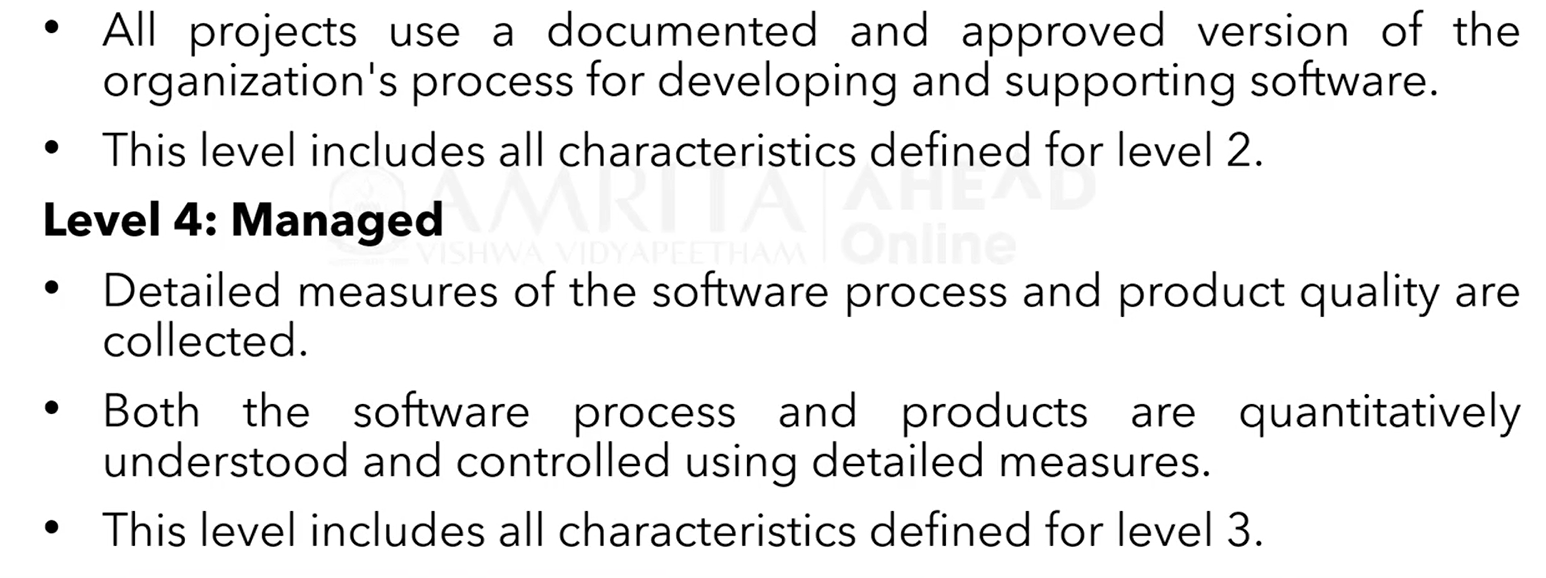 • All projects use a documented and approved version of the
organization's process for developing and supporting software.
• This level includes all characteristics defined for level 2.
AMRITA AHEAD
Level 4: Managed
VISHWA VIDYAPEETHAM Online
• Detailed measures of the software process and product quality are
collected.
• Both the software process and products are quantitatively
understood and controlled using detailed measures.
• This level includes all characteristics defined for level 3.